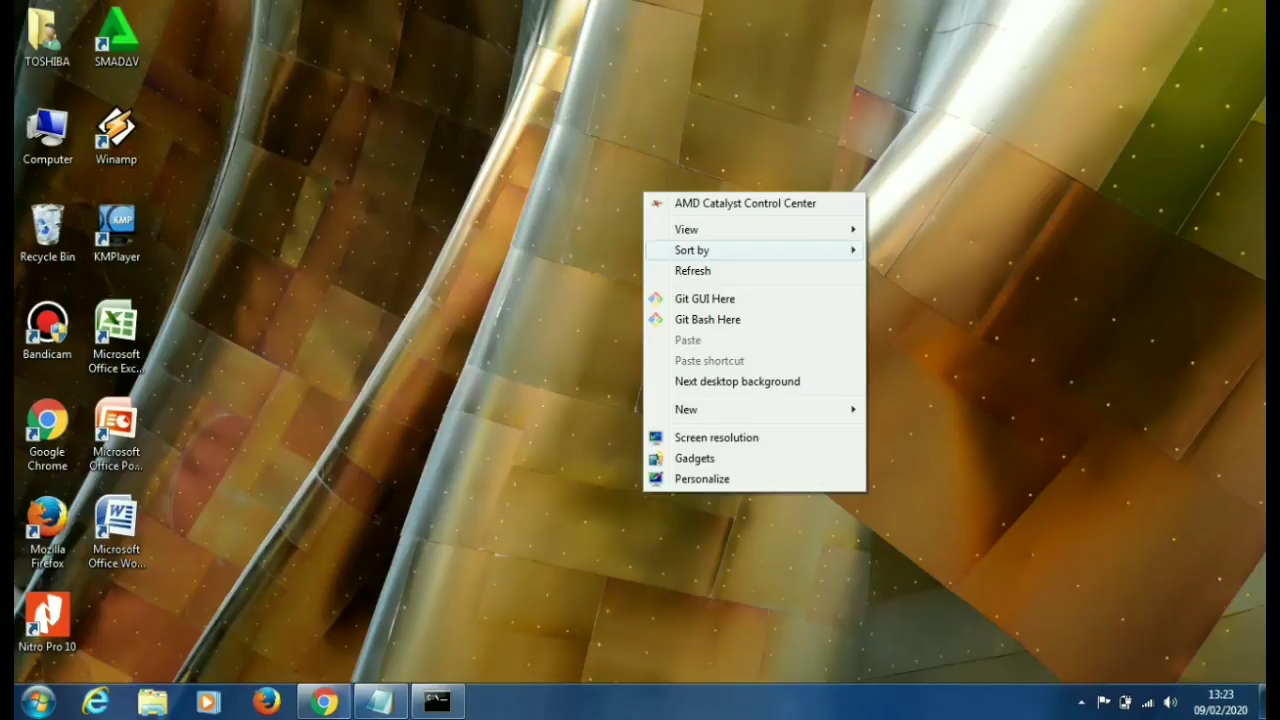 TOSHIBA
SMADΔV
Computer
Winamp
Recycle Bin
KMP
KMPlayer
Bandicam
Microsoft
Office Exc...
Google
Chrome
Microsoft
Office Po...
Mozilla
Firefox
Microsoft
Office Wo...
Nitro Pro 10
AMD Catalyst Control Center
View
Sort by
Refresh
Git GUI Here
Git Bash Here
Paste
Paste shortcut
Next desktop background
New
Screen resolution
Gadgets
Personalize
C:\.
13:23
09/02/2020